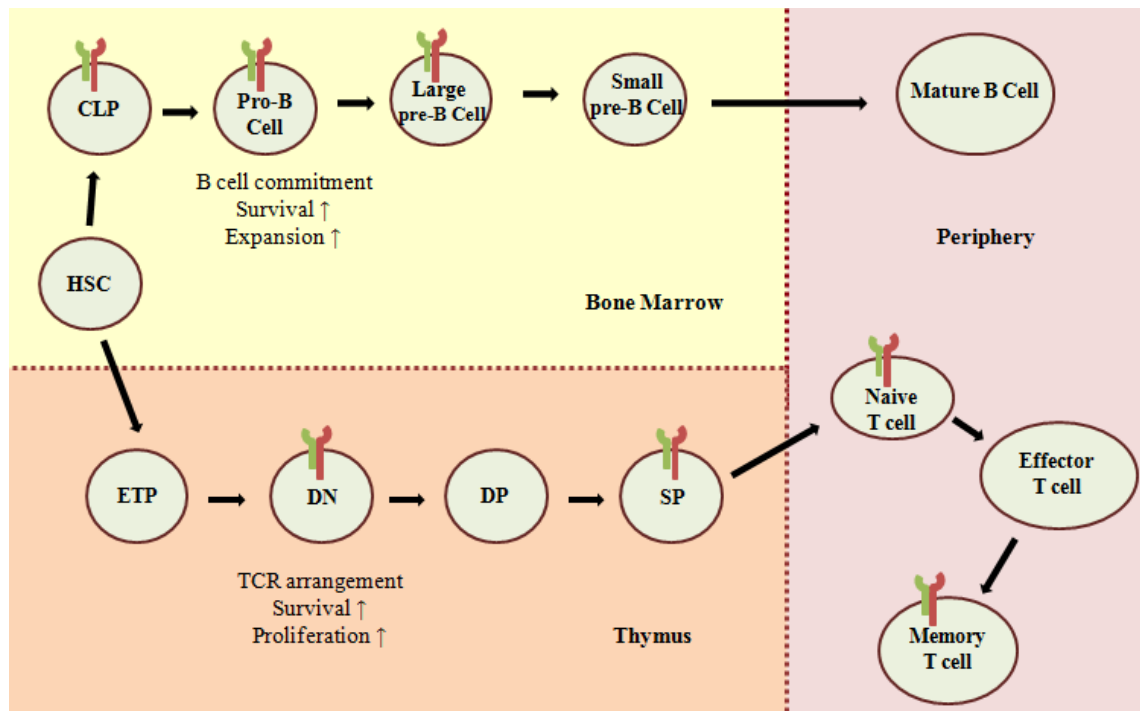 CLP
Pro-B
Cell
Large
pre-B Cell
Small
pre-B Cell
Mature B Cell
B cell commitment
Survival ↑
Expansion ↑
HSC
Bone Marrow
Periphery
ETP
DN
DP
SP
TCR arrangement
Survival ↑
Proliferation ↑
Thymus
Naive
T cell
Effector
T cell
Memory
T cell